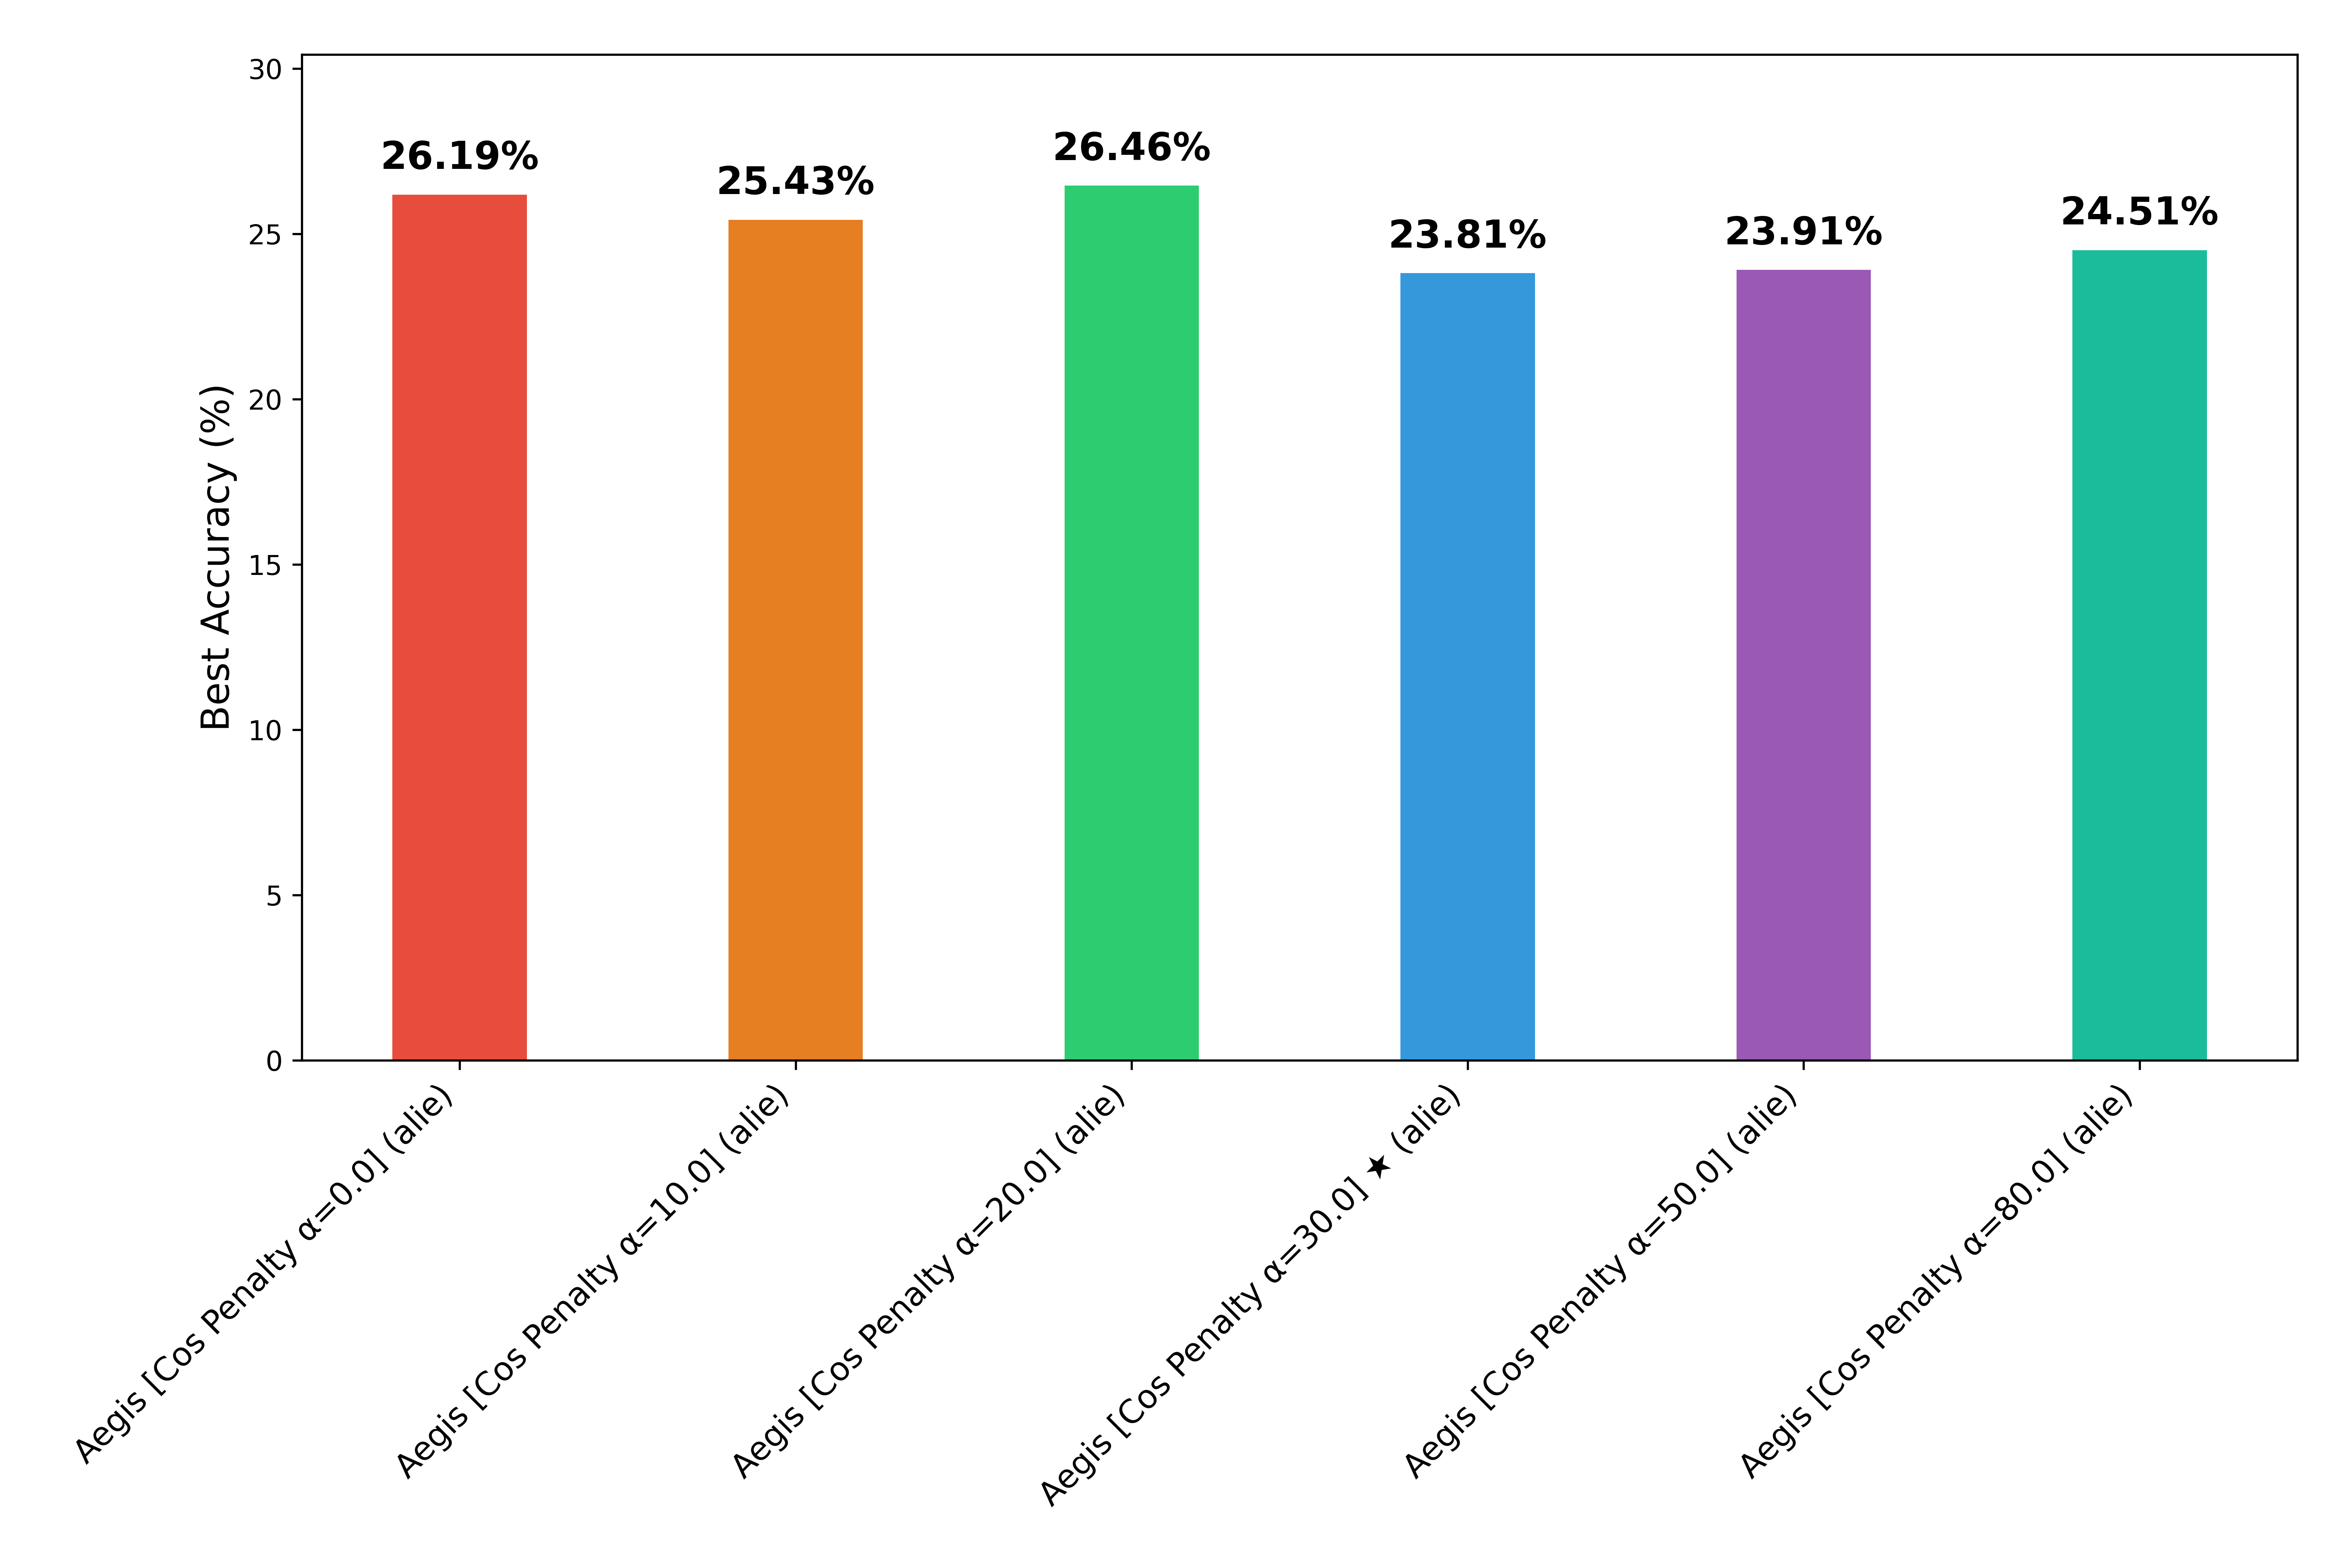 30
25
20
15
10
5
0
Best Accuracy (%)
26.19%
25.43%
26.46%
23.81%
23.91%
24.51%
Aegis [Cos Penalty α=0.0] (alie)
Aegis [Cos Penalty α=10.0] (alie)
Aegis [Cos Penalty α=20.0] (alie)
Aegis [Cos Penalty α=30.0] ★ (alie)
Aegis [Cos Penalty α=50.0] (alie)
Aegis [Cos Penalty α=80.0] (alie)